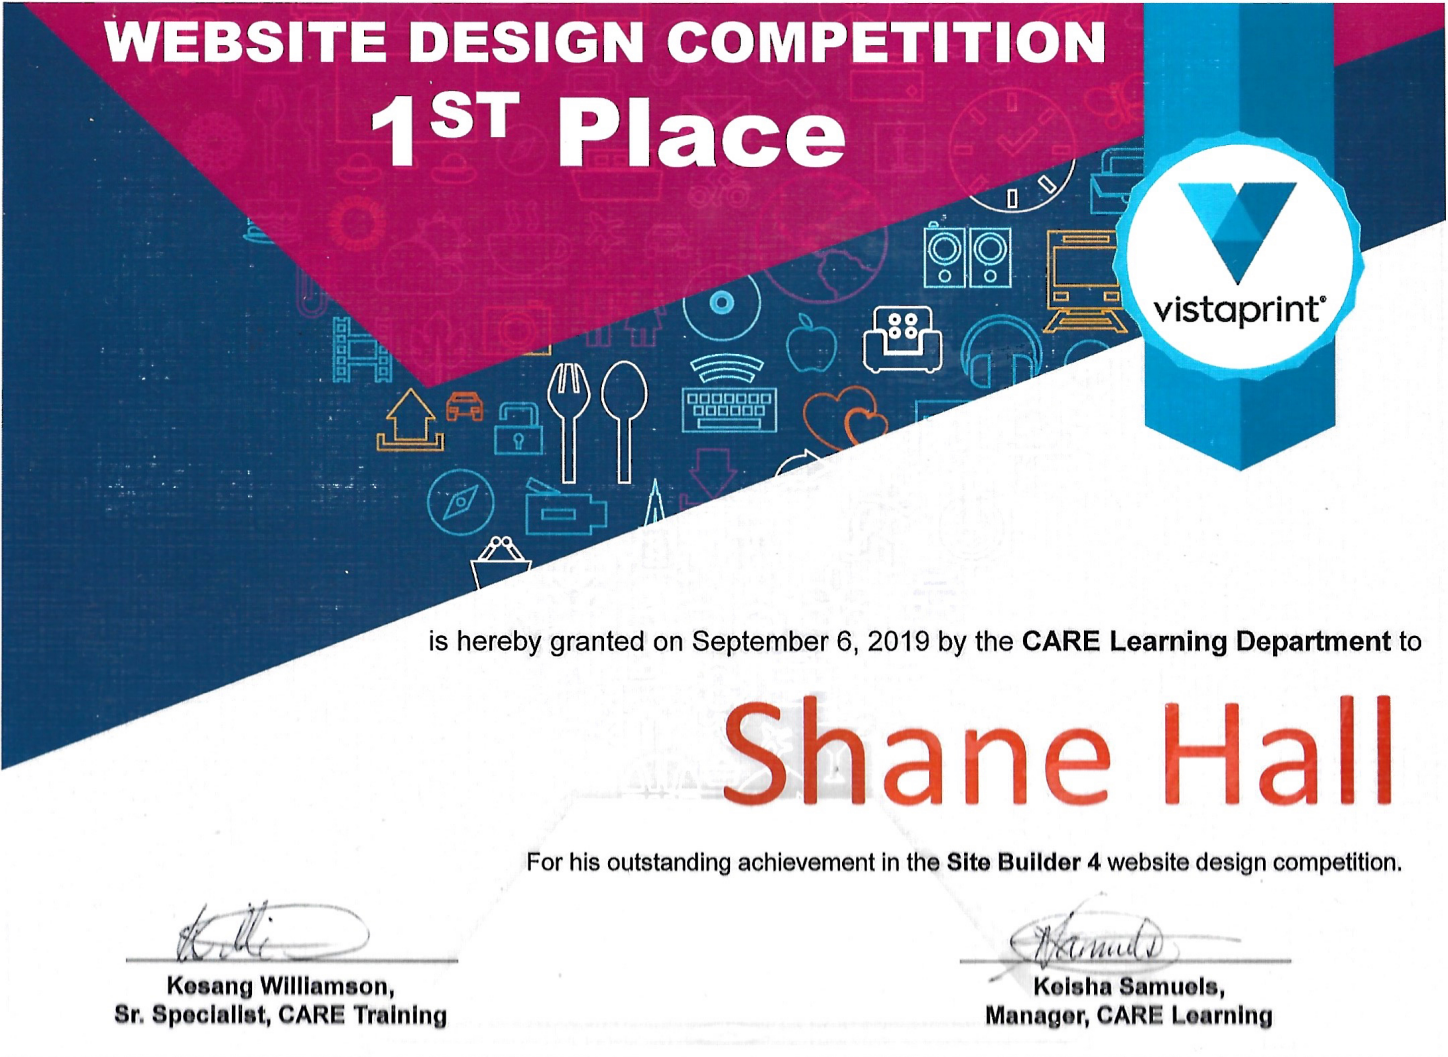 WEBSITE DESIGN COMPETITION
1ST Place
vistaprint®
is hereby granted on September 6, 2019 by the CARE Learning Department to
Shane Hall
For his outstanding achievement in the Site Builder 4 website design competition.
Kesang Williamson,
Sr. Specialist, CARE Training
Keisha Samuels,
Manager, CARE Learning